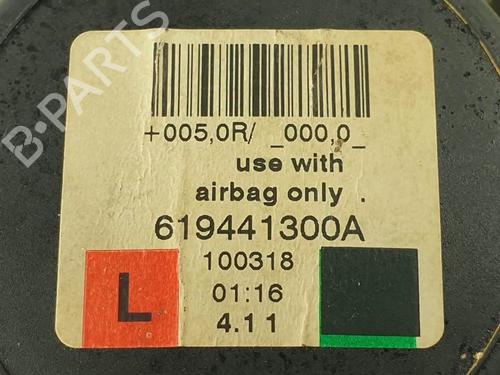 B-PARTS
+005,0R/ _000,0_
use with
airbag only .
619441300A
100318
L
01:16
4.11